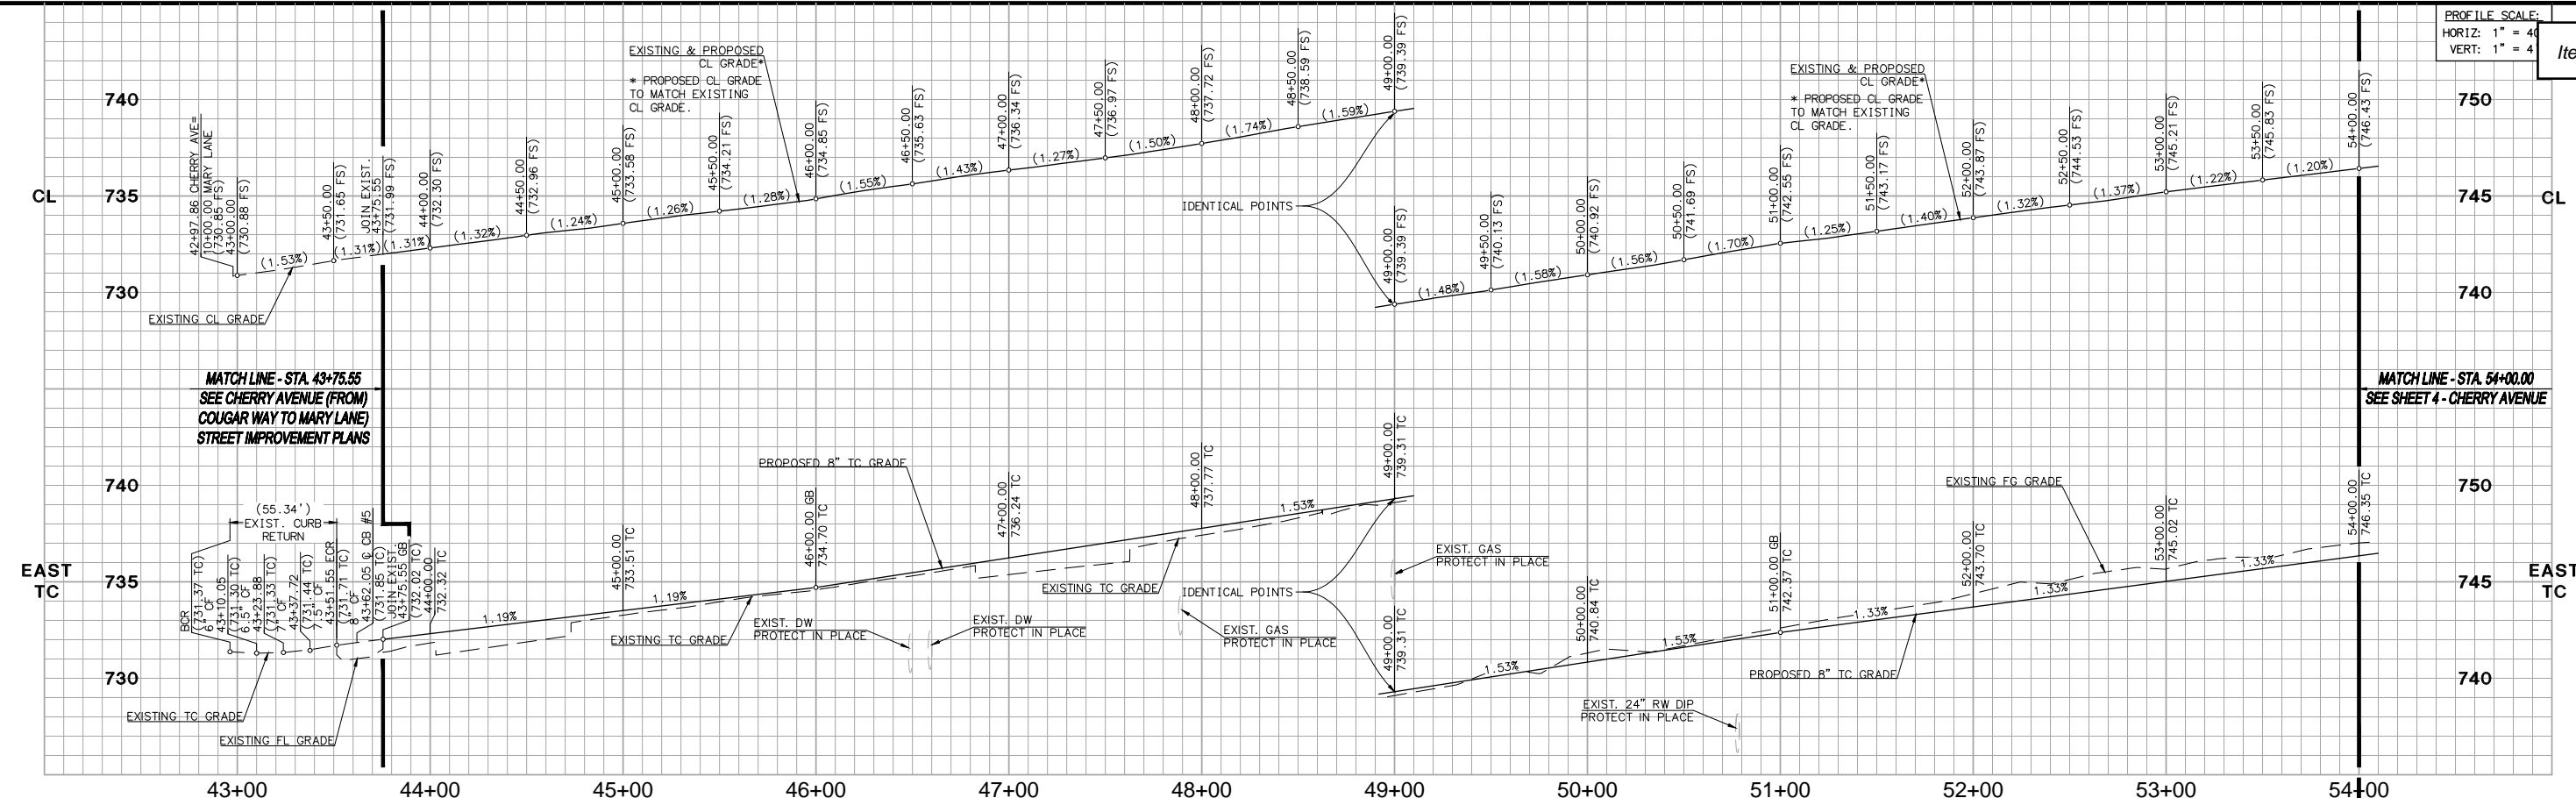 PROFILE SCALE:
HORIZ: 1" = 40
VERT: 1" = 4
Ite
740
735
730
CL
750
745
740
CL
42+97.86 CHERRY AVE=
10+00.00 MARY LANE
(730.85 FS)
43+00.00
(730.88 FS)
(1.53%)
43+50.00
(731.65 FS)
(1.31%)
JOIN EXIST.
43+75.55
(731.99 FS)
(1.31%)
44+00.00
(732.30 FS)
(1.32%)
44+50.00
(732.96 FS)
(1.24%)
45+00.00
(733.58 FS)
(1.26%)
45+50.00
(734.21 FS)
(1.28%)
46+00.00
(734.85 FS)
(1.55%)
46+50.00
(735.63 FS)
(1.43%)
47+00.00
(736.34 FS)
(1.27%)
47+50.00
(736.97 FS)
(1.50%)
48+00.00
(737.72 FS)
(1.74%)
48+50.00
(738.59 FS)
(1.59%)
49+00.00
(739.39 FS)
EXISTING & PROPOSED
CL GRADE*
* PROPOSED CL GRADE
TO MATCH EXISTING
CL GRADE.
EXISTING CL GRADE
IDENTICAL POINTS
49+00.00
(739.39 FS)
(1.48%)
49+50.00
(740.13 FS)
(1.58%)
50+00.00
(740.92 FS)
(1.56%)
50+50.00
(741.69 FS)
(1.70%)
51+00.00
(742.55 FS)
(1.25%)
51+50.00
(743.17 FS)
(1.40%)
52+00.00
(743.87 FS)
(1.32%)
52+50.00
(744.53 FS)
(1.37%)
53+00.00
(745.21 FS)
(1.22%)
53+50.00
(745.83 FS)
(1.20%)
54+00.00
(746.43 FS)
EXISTING & PROPOSED
CL GRADE*
* PROPOSED CL GRADE
TO MATCH EXISTING
CL GRADE.
MATCH LINE - STA. 43+75.55
SEE CHERRY AVENUE (FROM)
COUGAR WAY TO MARY LANE)
STREET IMPROVEMENT PLANS
MATCH LINE - STA. 54+00.00
SEE SHEET 4 - CHERRY AVENUE
740
735
730
EAST
TC
750
745
740
EAST
TC
(55.34')
EXIST. CURB
RETURN
BCR
(731.37 TC)
6" CF
43+10.05
(731.30 TC)
6.5" CF
43+23.88
(731.33 TC)
7" CF
43+37.72
(731.44 TC)
7.5" CF
43+51.55 ECR
(731.71 TC)
8" CF
43+62.05 C CB #5
(731.85 TC)
JOIN EXIST.
43+75.55 GB
(732.02 TC)
44+00.00
732.32 TC
1.19%
45+00.00
733.51 TC
1.19%
46+00.00 GB
734.70 TC
47+00.00
736.24 TC
48+00.00
737.77 TC
1.53%
49+00.00
739.31 TC
PROPOSED 8" TC GRADE
EXISTING TC GRADE
EXISTING TC GRADE
EXISTING TC GRADE
EXISTING FL GRADE
EXIST. DW
PROTECT IN PLACE
EXIST. DW
PROTECT IN PLACE
EXIST. GAS
PROTECT IN PLACE
EXIST. GAS
PROTECT IN PLACE
IDENTICAL POINTS
49+00.00
739.31 TC
1.53%
50+00.00
740.84 TC
1.53%
51+00.00 GB
742.37 TC
1.33%
52+00.00
743.70 TC
1.33%
53+00.00
745.02 TC
1.33%
54+00.00
746.35 TC
EXISTING FG GRADE
PROPOSED 8" TC GRADE
EXIST. 24" RW DIP
PROTECT IN PLACE
43+00
44+00
45+00
46+00
47+00
48+00
49+00
50+00
51+00
52+00
53+00
54+00